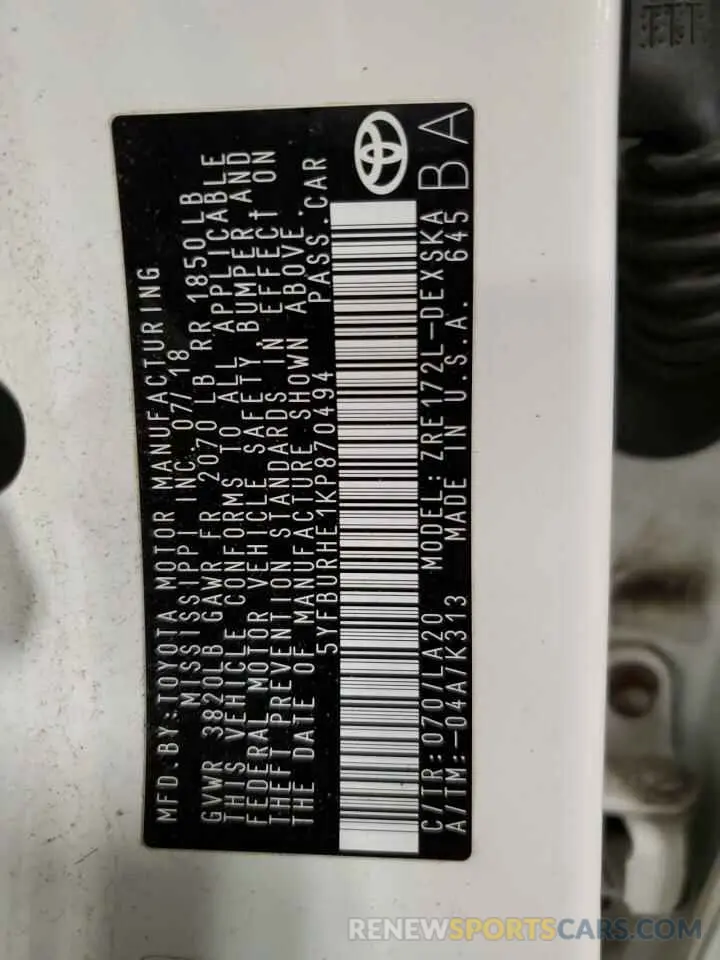 MFD.BY:TOYOTA MOTOR MANUFACTURING
MISSISSIPPI INC 07/18
GVWR 3820LB GAWR FR 2070LB RR 1850LB
THIS VEHICLE CONFORMS TO ALL APPLICABLE
FEDERAL MOTOR VEHICLE SAFETY, BUMPER AND
THEFT PREVENTION STANDARDS IN EFFECT ON
THE DATE OF MANUFACTURE SHOWN ABOVE.
5YFBURHE1KP870494 PASS.CAR
C/TR:070/LA20 MODEL:ZRE172L-DEXSKA
A/TM:-04A/K313 MADE IN U.S.A. 645
BA
RENEWSPORTSCARS.COM